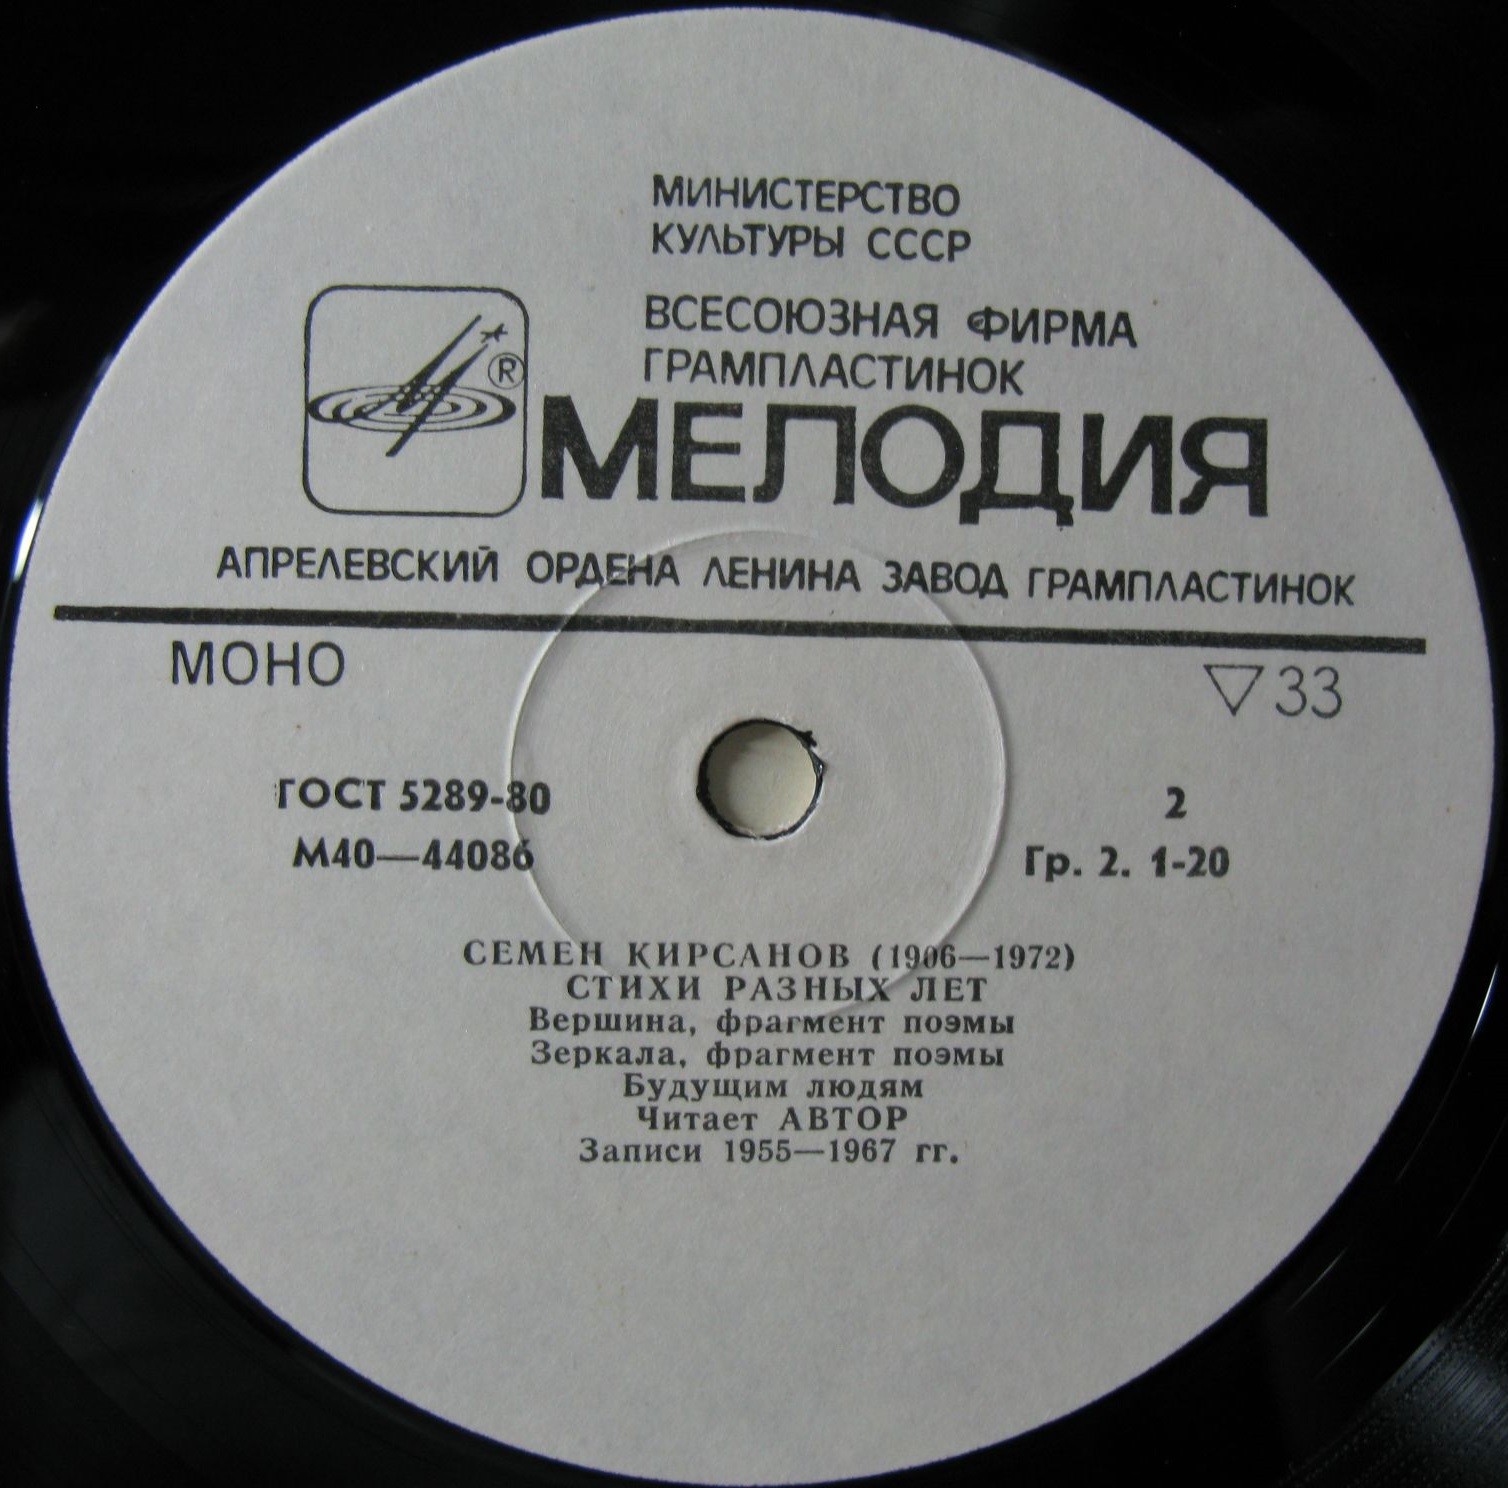 МИНИСТЕРСТВО
КУЛЬТУРЫ СССР
ВСЕСОЮЗНАЯ ФИРМА
ГРАМПЛАСТИНОК
®
МЕЛОДИЯ
АПРЕЛЕВСКИЙ ОРДЕНА ЛЕНИНА ЗАВОД ГРАМПЛАСТИНОК
МОНО
▽33
ГОСТ 5289-80
2
М40—44086
Гр. 2. 1-20
СЕМЕН КИРСАНОВ (1906—1972)
СТИХИ РАЗНЫХ ЛЕТ
Вершина, фрагмент поэмы
Зеркала, фрагмент поэмы
Будущим людям
Читает АВТОР
Записи 1955—1967 гг.